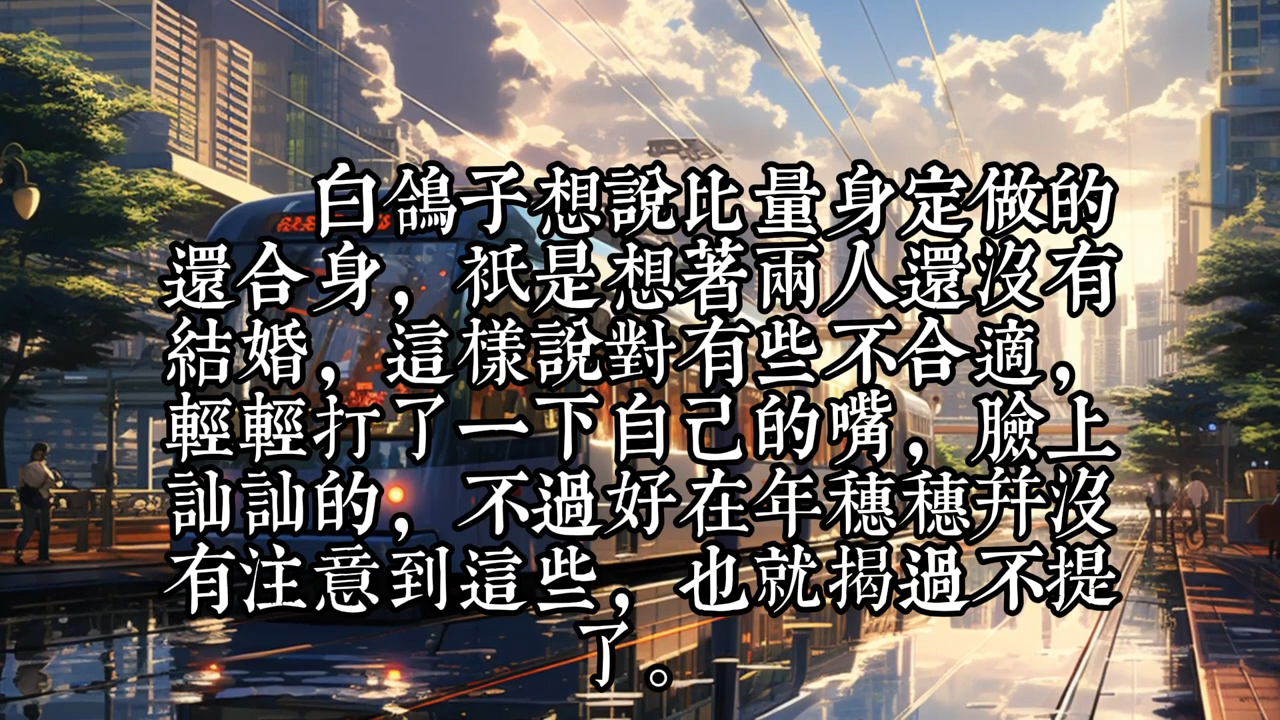 白鴿子想說比量身定做的
還合身，祇是想著兩人還沒有
結婚，這樣說對有些不合適，
輕輕打了一下自己的嘴，臉上
訕訕的，不過好在年穗穗幷沒
有注意到這些，也就揭過不提
了。